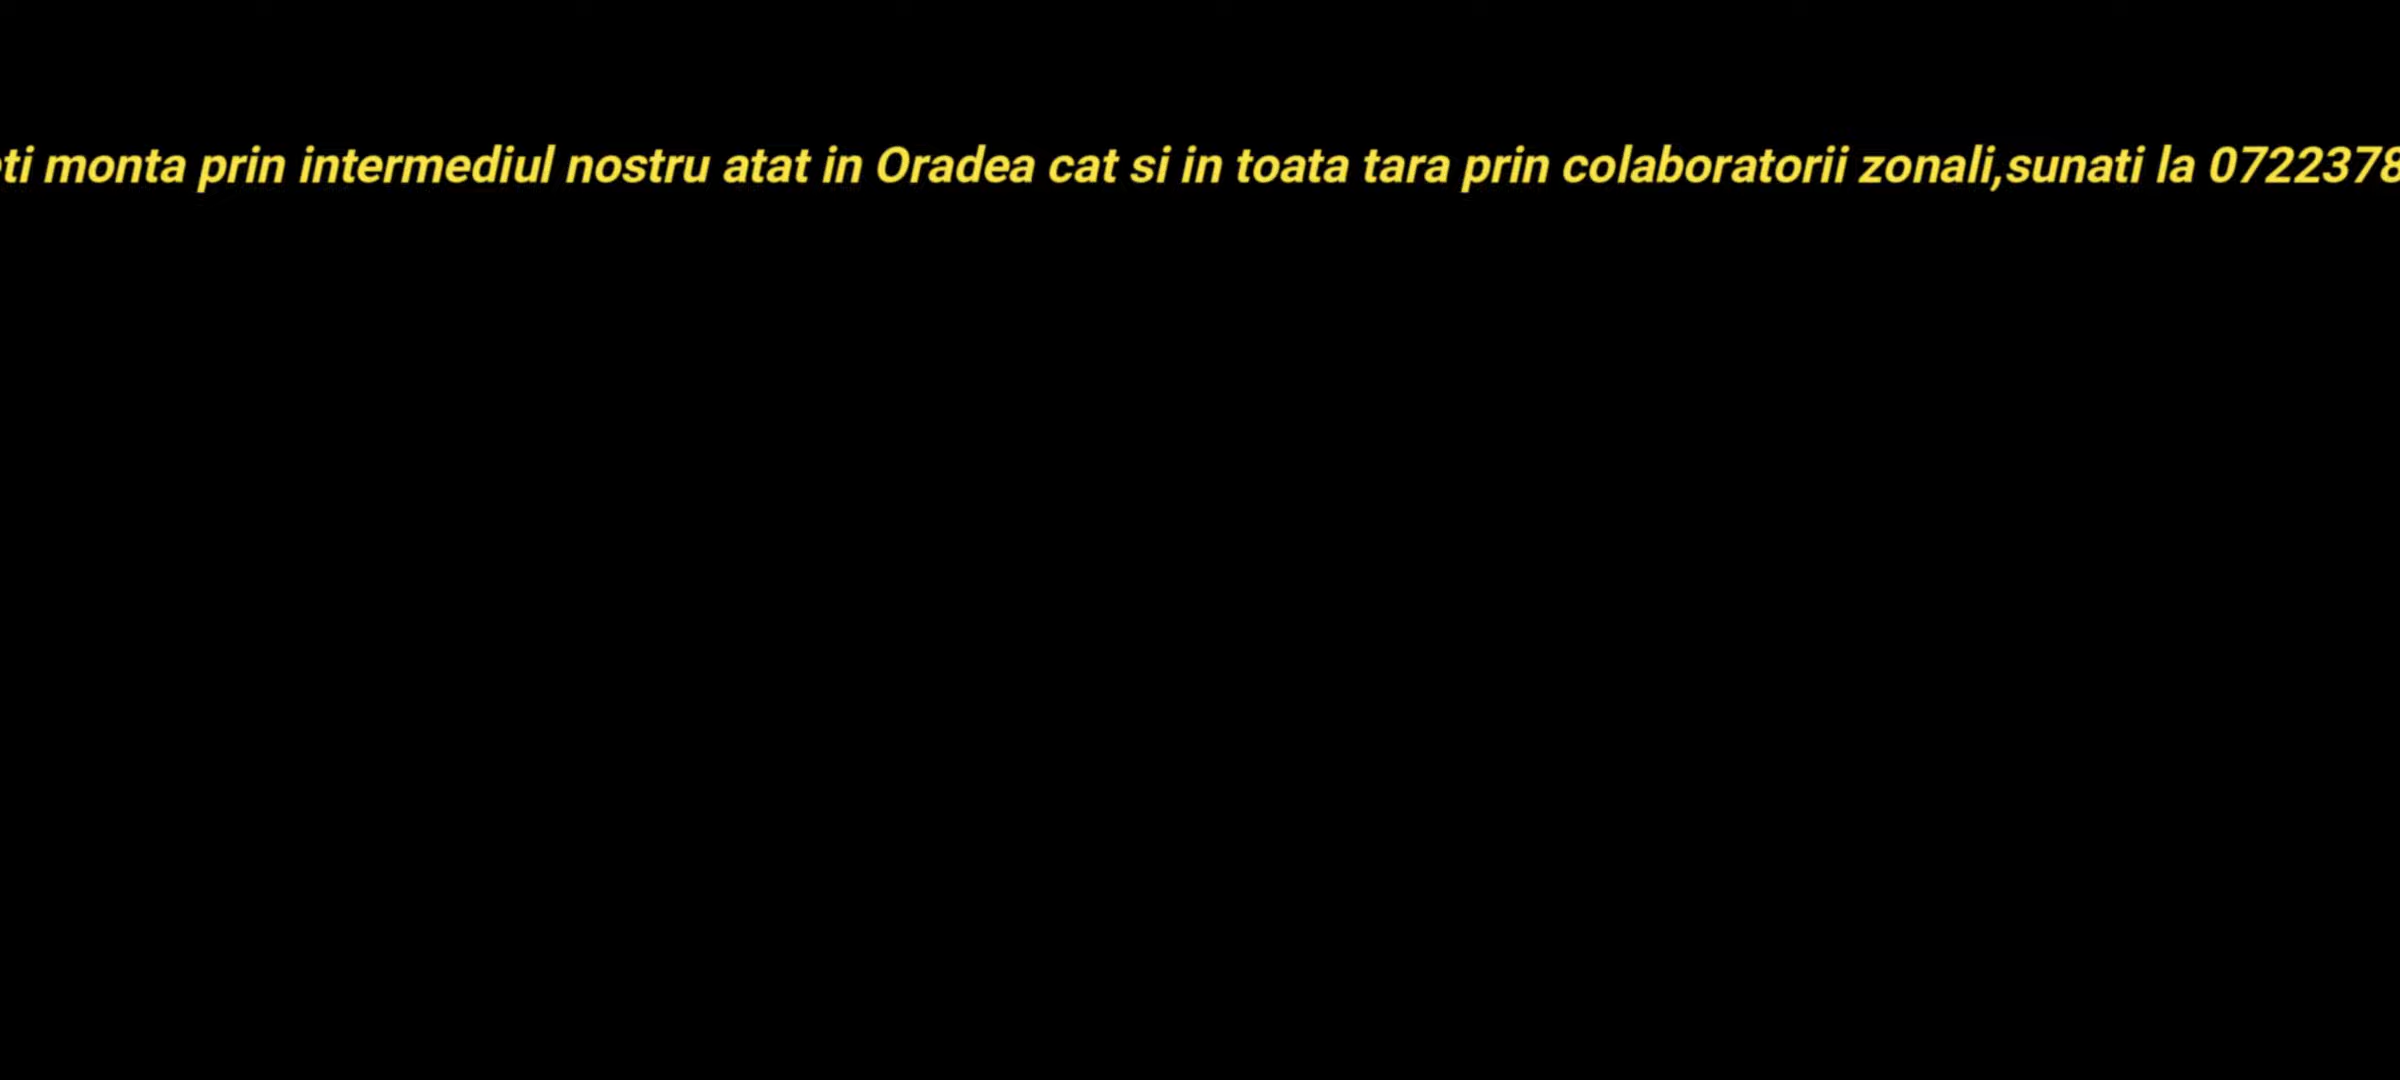 ti monta prin intermediul nostru atat in Oradea cat si in toata tara prin colaboratorii zonali,sunati la 0722378